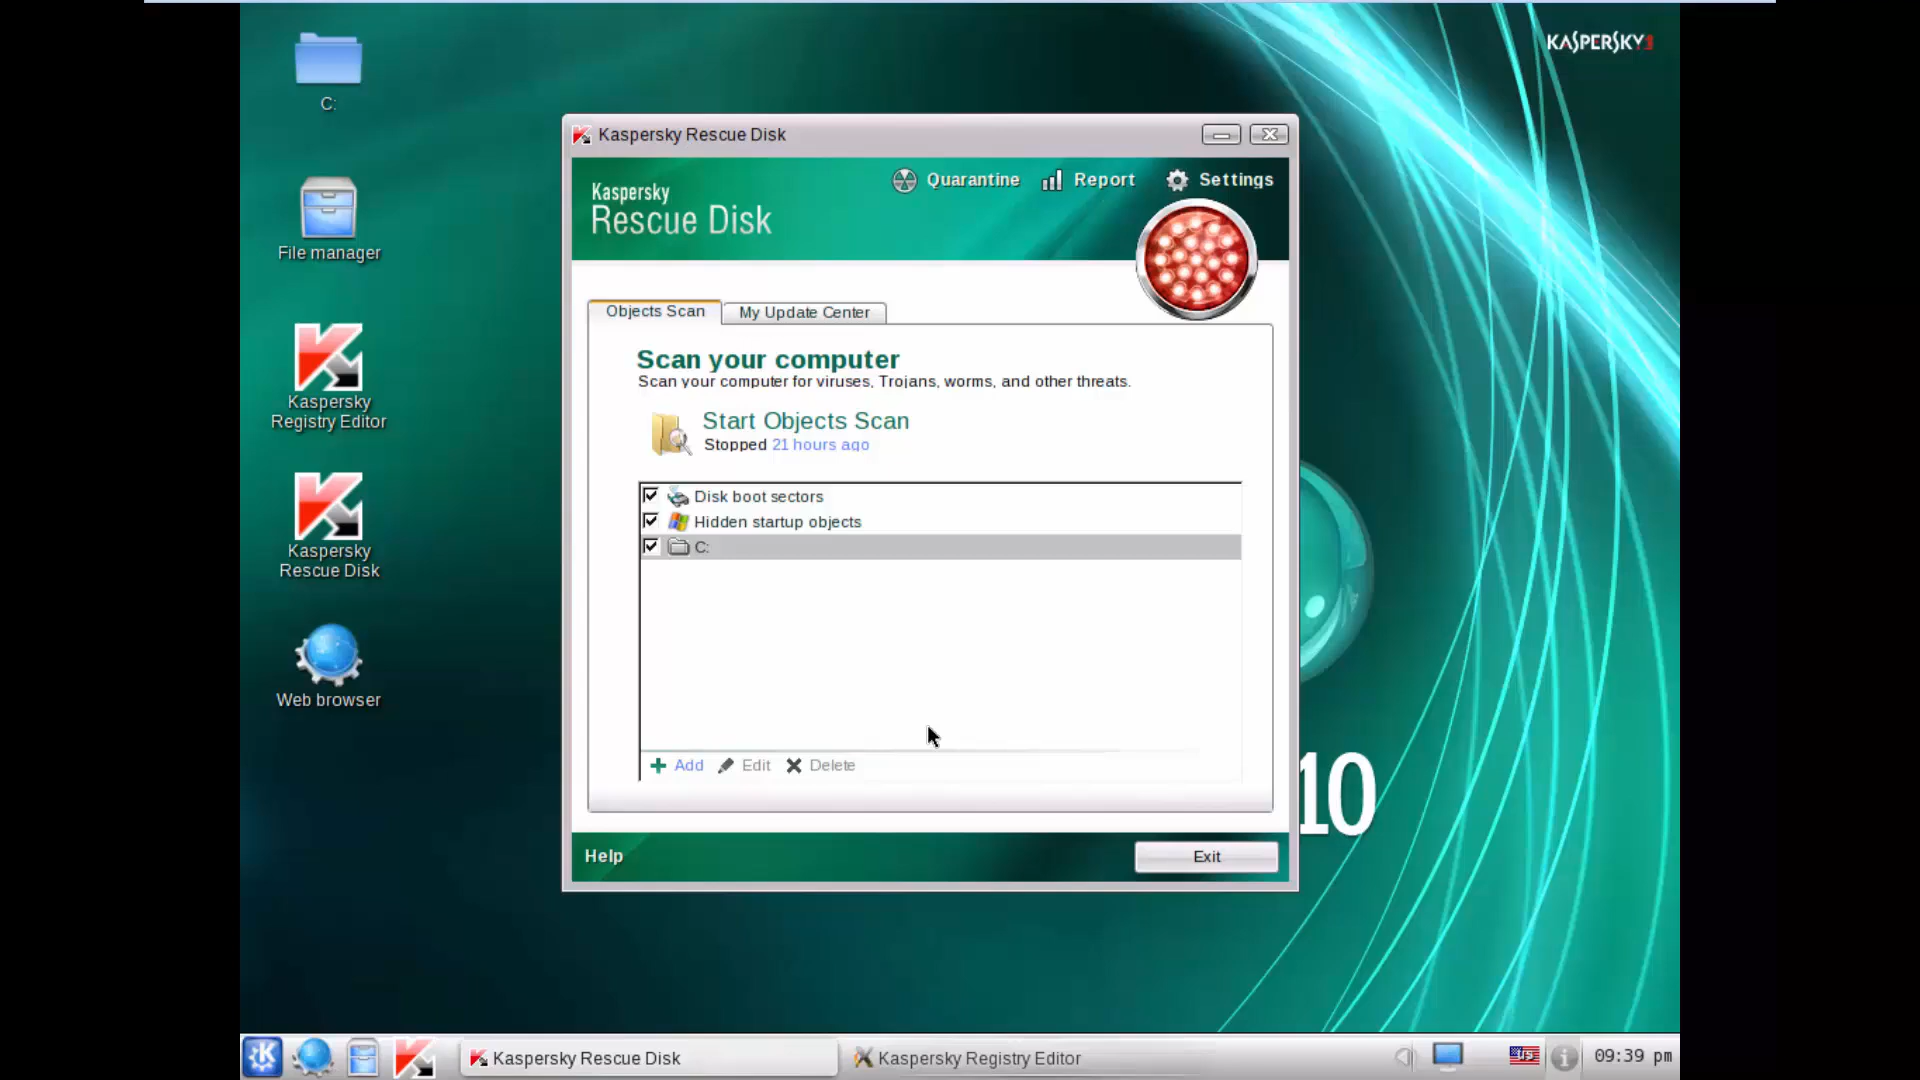 KASPERSKY
C:
File manager
Kaspersky
Registry Editor
Kaspersky
Rescue Disk
Web browser
Kaspersky Rescue Disk
Kaspersky
Rescue Disk
Quarantine
Report
Settings
Objects Scan
My Update Center
Scan your computer
Scan your computer for viruses, Trojans, worms, and other threats.
Start Objects Scan
Stopped 21 hours ago
Disk boot sectors
Hidden startup objects
C:
Add
Edit
Delete
Help
Exit
10
Kaspersky Rescue Disk
Kaspersky Registry Editor
US
09:39 pm